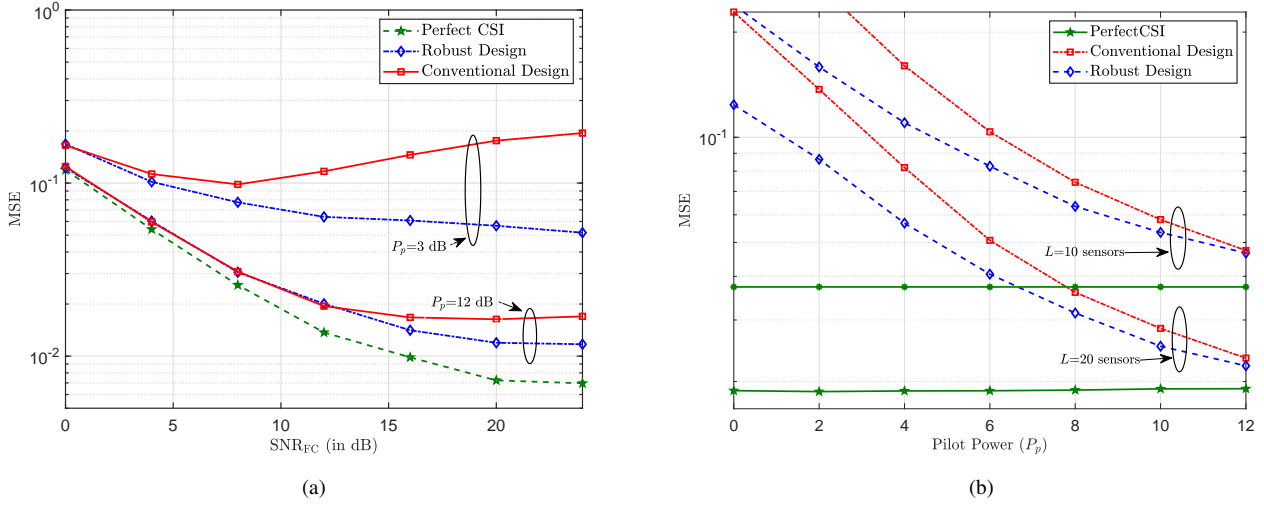 10^0
10^-1
10^-2
MSE
0 5 10 15 20
SNR_FC (in dB)
Perfect CSI
Robust Design
Conventional Design
P_p=3 dB
P_p=12 dB
(a)
10^-1
MSE
0 2 4 6 8 10 12
Pilot Power (P_p)
PerfectCSI
Conventional Design
Robust Design
L=10 sensors
L=20 sensors
(b)